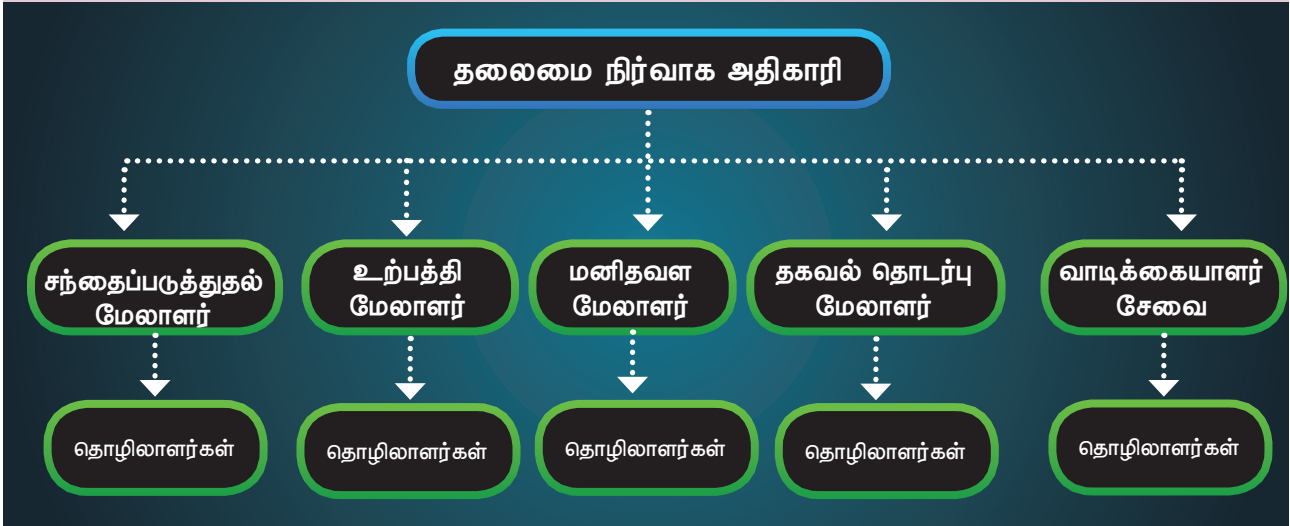 தலைமை நிர்வாக அதிகாரி
சந்தைப்படுத்துதல்
மேலாளர்
உற்பத்தி
மேலாளர்
மனிதவள
மேலாளர்
தகவல் தொடர்பு
மேலாளர்
வாடிக்கையாளர்
சேவை
தொழிலாளர்கள்
தொழிலாளர்கள்
தொழிலாளர்கள்
தொழிலாளர்கள்
தொழிலாளர்கள்